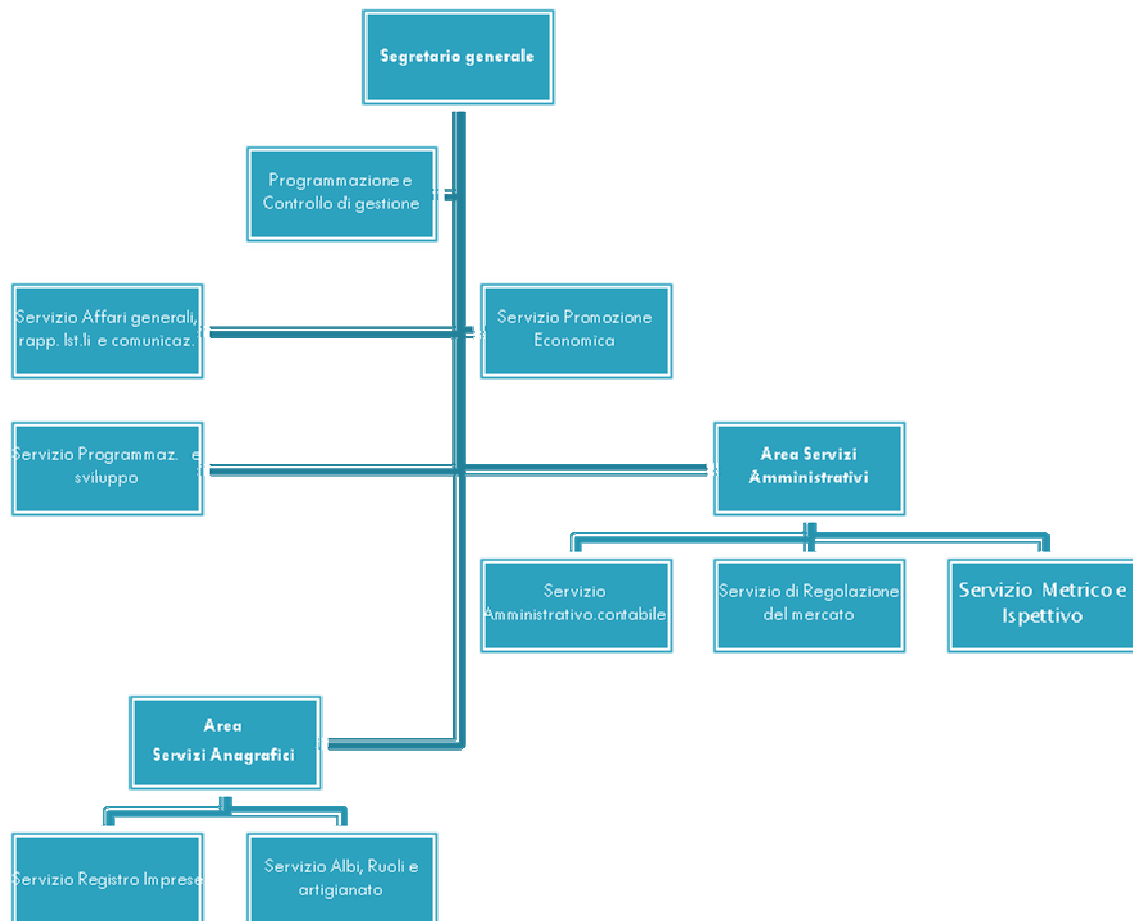 Segretario generale
Programmazione e
Controllo di gestione
Servizio Affari generali,
rapp. Ist.li e comunicaz.
Servizio Promozione
Economica
Servizio Programmaz. e
sviluppo
Area Servizi
Amministrativi
Servizio
Amministrativo.contabile
Servizio di Regolazione
del mercato
Servizio Metrico e
Ispettivo
Area
Servizi Anagrafici
Servizio Registro Imprese
Servizio Albi, Ruoli e
artigianato